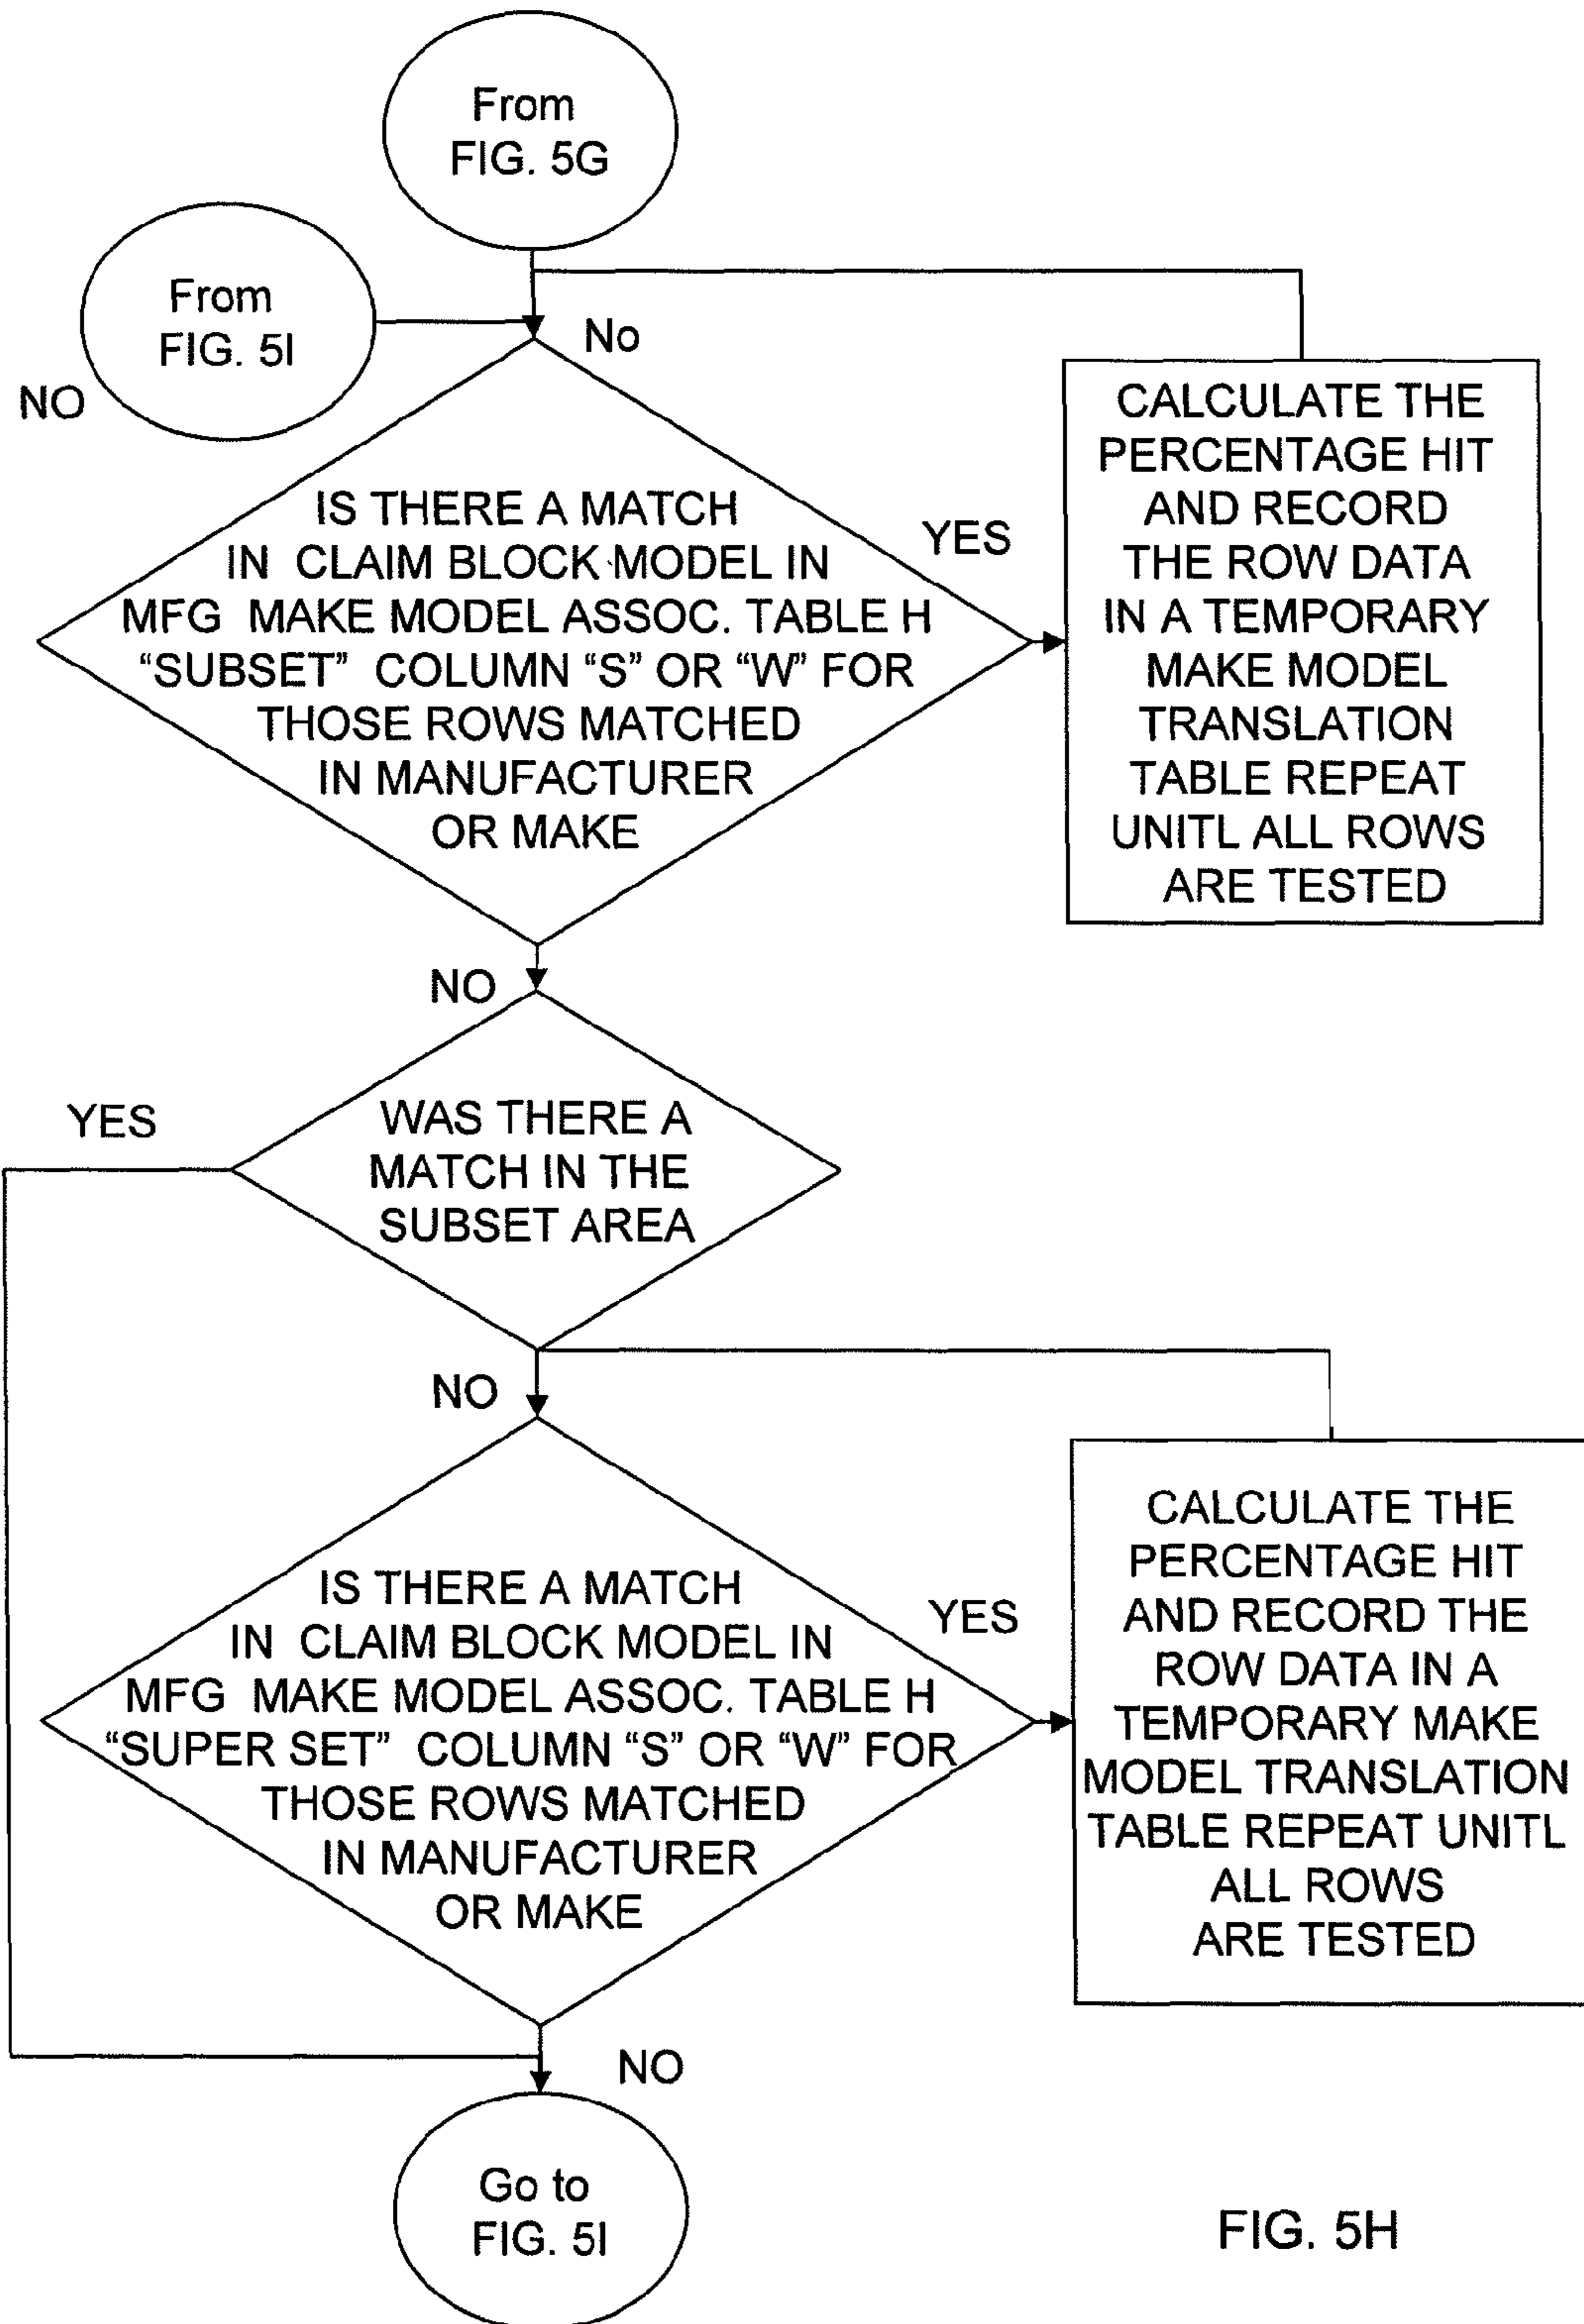 From
FIG. 5G
From
FIG. 5I
No
NO
IS THERE A MATCH
IN CLAIM BLOCK MODEL IN
MFG MAKE MODEL ASSOC. TABLE H
“SUBSET” COLUMN “S” OR “W” FOR
THOSE ROWS MATCHED
IN MANUFACTURER
OR MAKE
YES
CALCULATE THE
PERCENTAGE HIT
AND RECORD
THE ROW DATA
IN A TEMPORARY
MAKE MODEL
TRANSLATION
TABLE REPEAT
UNITL ALL ROWS
ARE TESTED
NO
YES
WAS THERE A
MATCH IN THE
SUBSET AREA
NO
IS THERE A MATCH
IN CLAIM BLOCK MODEL IN
MFG MAKE MODEL ASSOC. TABLE H
“SUPER SET” COLUMN “S” OR “W” FOR
THOSE ROWS MATCHED
IN MANUFACTURER
OR MAKE
YES
CALCULATE THE
PERCENTAGE HIT
AND RECORD THE
ROW DATA IN A
TEMPORARY MAKE
MODEL TRANSLATION
TABLE REPEAT UNITL
ALL ROWS
ARE TESTED
NO
Go to
FIG. 5I
FIG. 5H